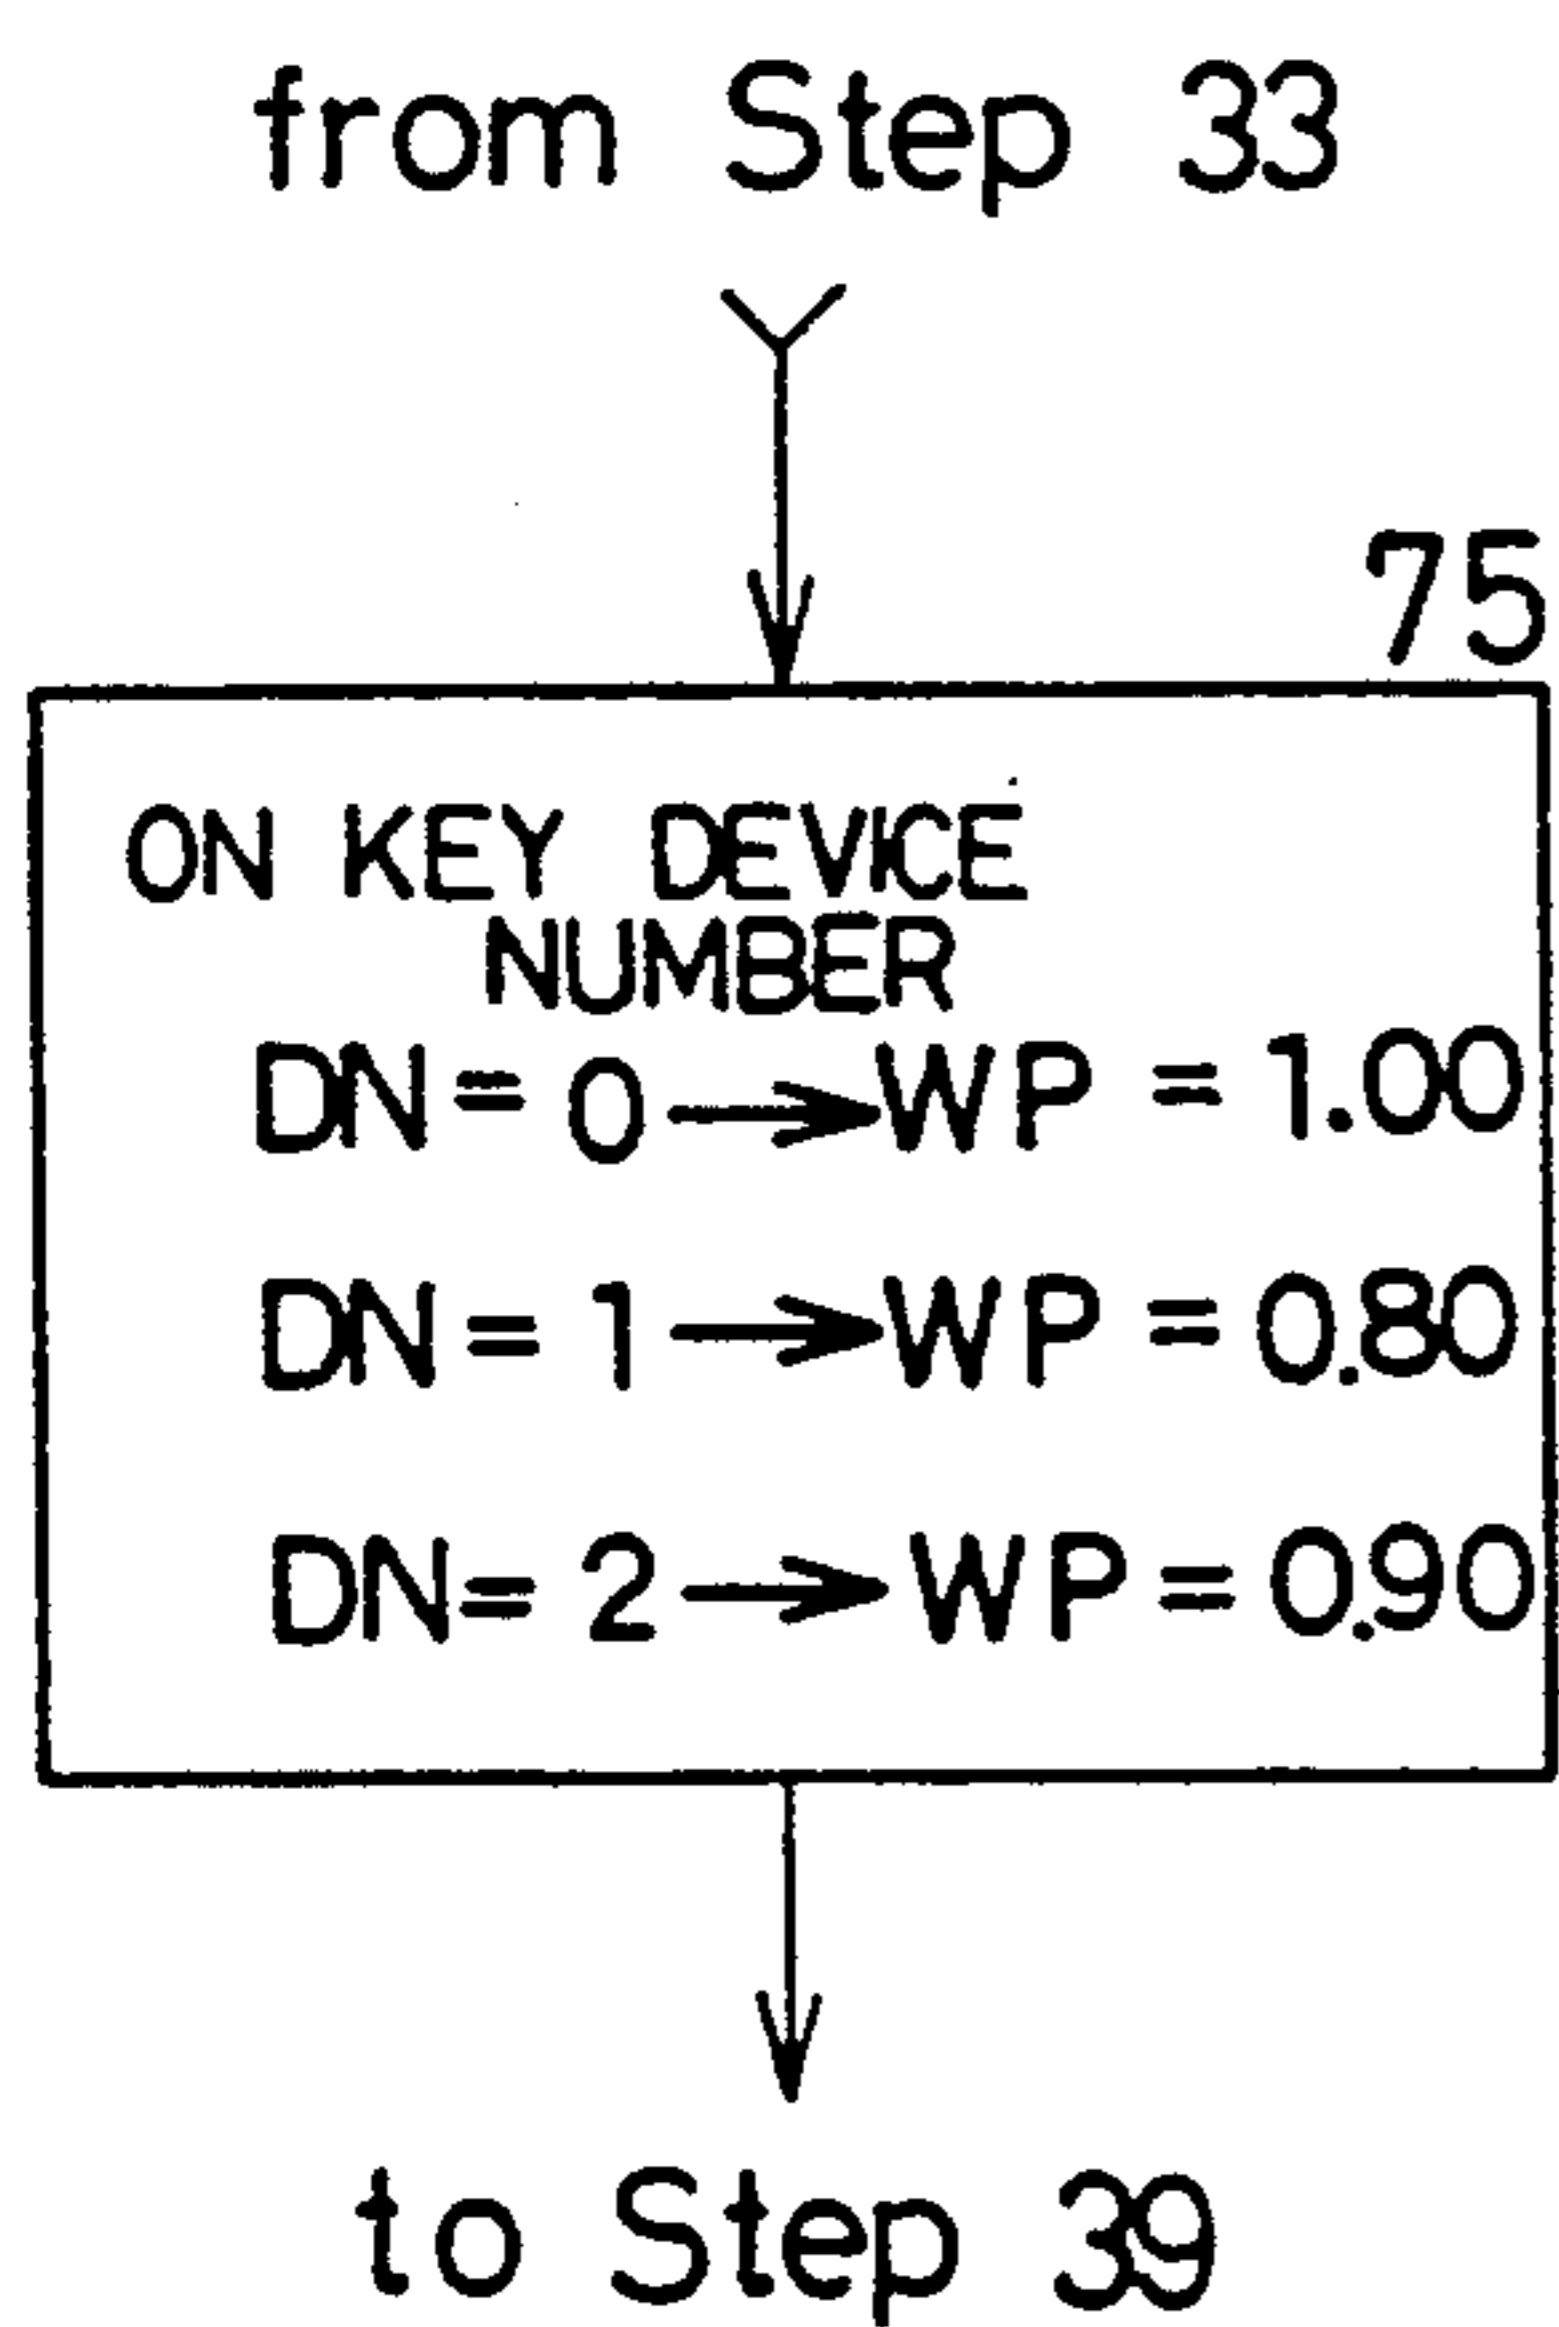 from Step 33
75
ON KEY DEVICE
NUMBER
DN = 0 → WP = 1.00
DN = 1 → WP = 0.80
DN = 2 → WP = 0.90
to Step 39